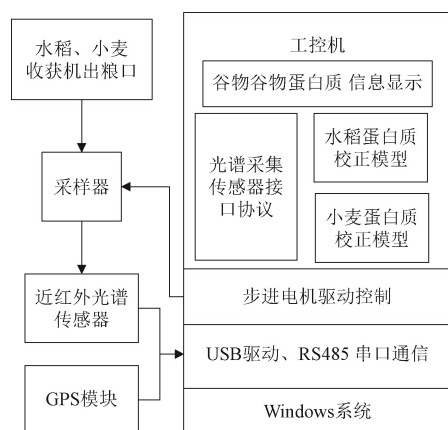 水稻、小麦
收获机出粮口
采样器
近红外光谱
传感器
GPS模块
工控机
谷物谷物蛋白质 信息显示
光谱采集
传感器接
口协议
水稻蛋白质
校正模型
小麦蛋白质
校正模型
步进电机驱动控制
USB驱动、RS485 串口通信
Windows系统